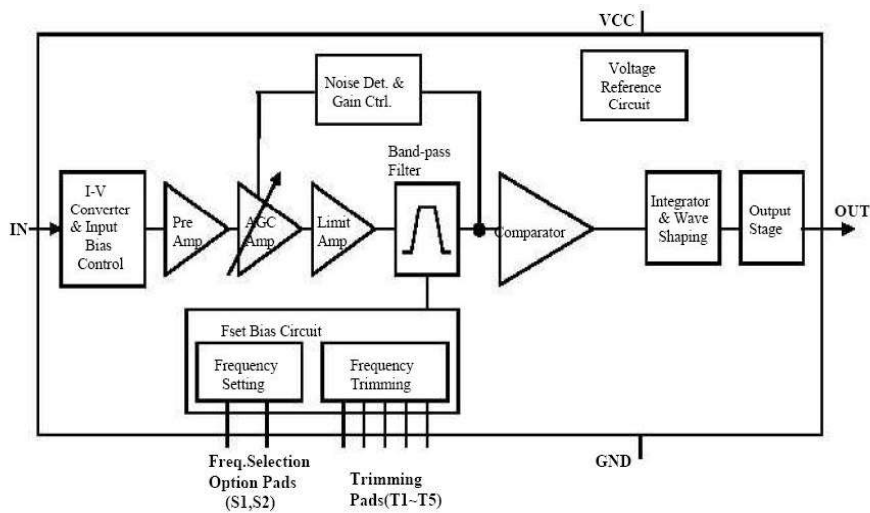 VCC
Noise Det. &
Gain Ctrl.
Voltage
Reference
Circuit
Band-pass
Filter
I-V
Converter
& Input
Bias
Control
IN
Pre
Amp
AGC
Amp
Limit
Amp
Comparator
Integrator
& Wave
Shaping
Output
Stage
OUT
Fset Bias Circuit
Frequency
Setting
Frequency
Trimming
Freq.Selection
Option Pads
(S1,S2)
Trimming
Pads(T1~T5)
GND